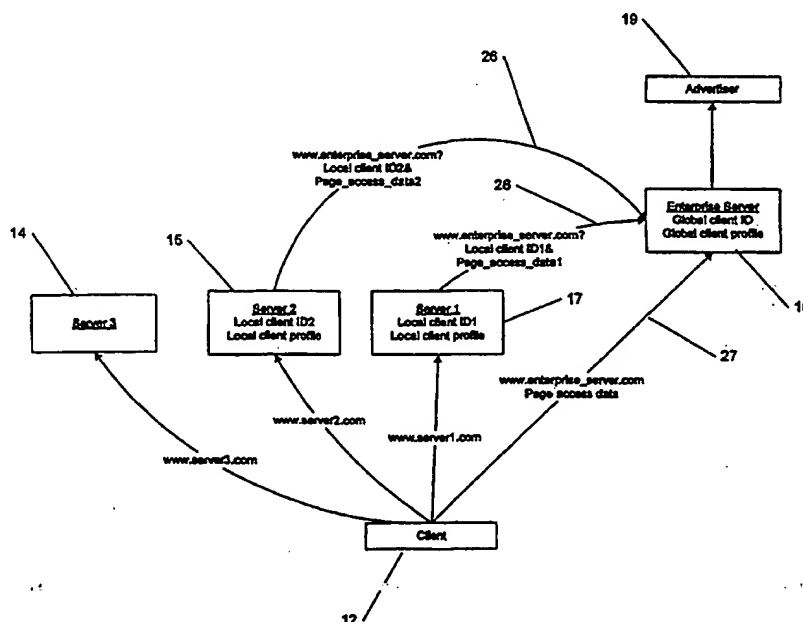 19
26
Advertiser
www.enterprise_server.com?
Local client ID2&
Page_access_data2
26
Enterprise Server
Global client ID
Global client profile
www.enterprise_server.com?
Local client ID1&
Page_access_data1
14
15
Server 3
Server 2
Local client ID2
Local client profile
Server 1
Local client ID1
Local client profile
17
27
www.enterprise_server.com
Page access data
www.server3.com
www.server2.com
www.server1.com
Client
12